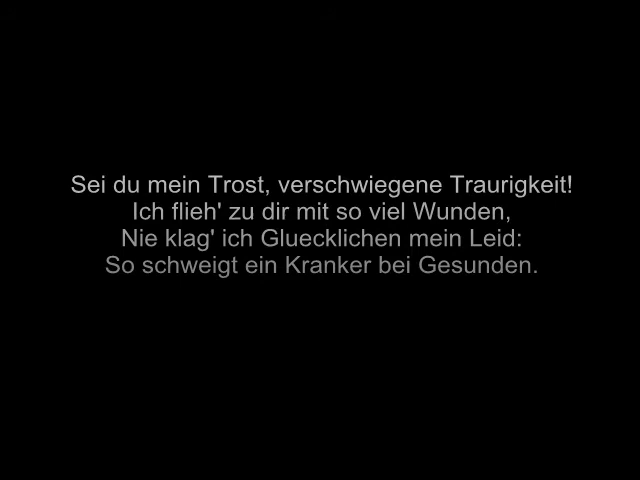 Sei du mein Trost, verschwiegene Traurigkeit!
Ich flieh' zu dir mit so viel Wunden,
Nie klag' ich Gluecklichen mein Leid:
So schweigt ein Kranker bei Gesunden.